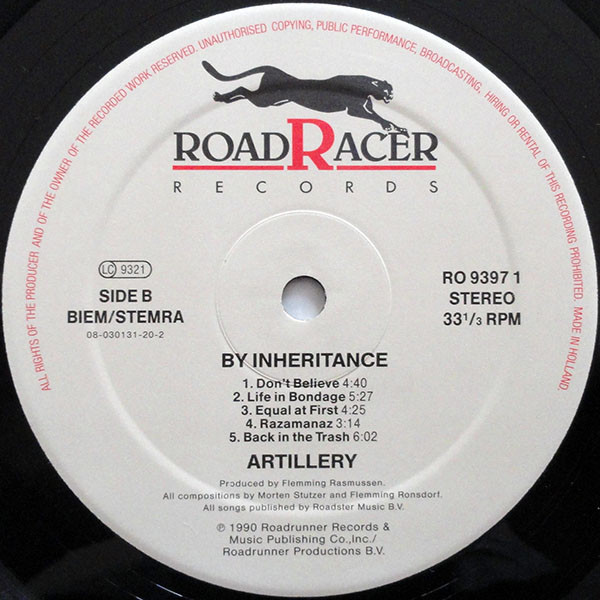 ALL RIGHTS OF THE PRODUCER AND OF THE OWNER OF THE RECORDED WORK RESERVED. UNAUTHORISED COPYING, PUBLIC PERFORMANCE, BROADCASTING, HIRING OR RENTAL OF THIS RECORDING PROHIBITED. MADE IN HOLLAND.
ROADRACER
RECORDS
LC 9321
SIDE B
BIEM/STEMRA
08-030131-20-2
RO 9397 1
STEREO
33 1/3 RPM
BY INHERITANCE
1. Don't Believe 4:40
2. Life in Bondage 5:27
3. Equal at First 4:25
4. Razamanaz 3:14
5. Back in the Trash 6:02
ARTILLERY
Produced by Flemming Rasmussen.
All compositions by Morten Stutzer and Flemming Ronsdorf.
All songs published by Roadster Music B.V.
℗ 1990 Roadrunner Records &
Music Publishing Co.,Inc./
Roadrunner Productions B.V.